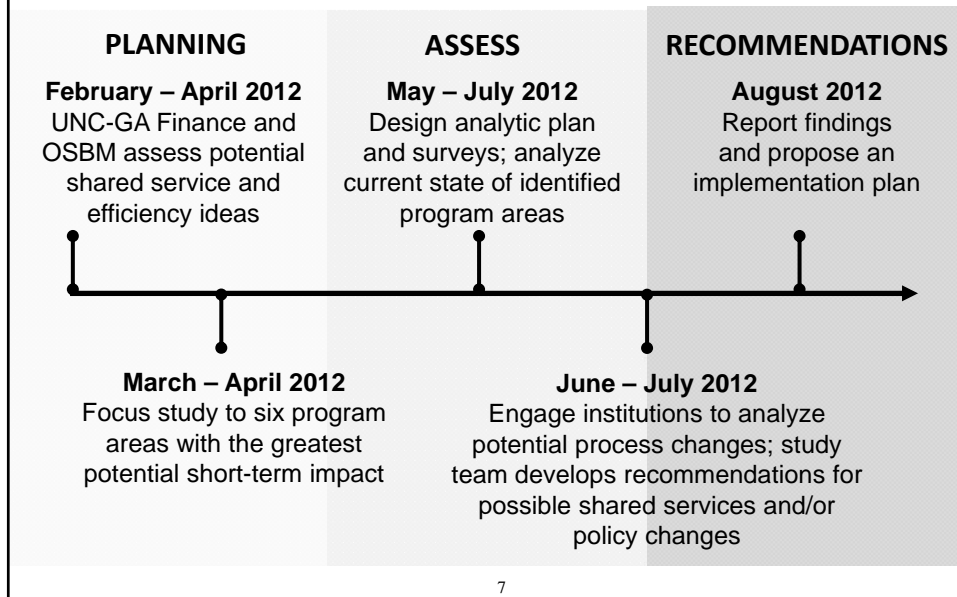 PLANNING
February – April 2012
UNC-GA Finance and
OSBM assess potential
shared service and
efficiency ideas
ASSESS
May – July 2012
Design analytic plan
and surveys; analyze
current state of identified
program areas
RECOMMENDATIONS
August 2012
Report findings
and propose an
implementation plan
March – April 2012
Focus study to six program
areas with the greatest
potential short-term impact
June – July 2012
Engage institutions to analyze
potential process changes; study
team develops recommendations for
possible shared services and/or
policy changes
7